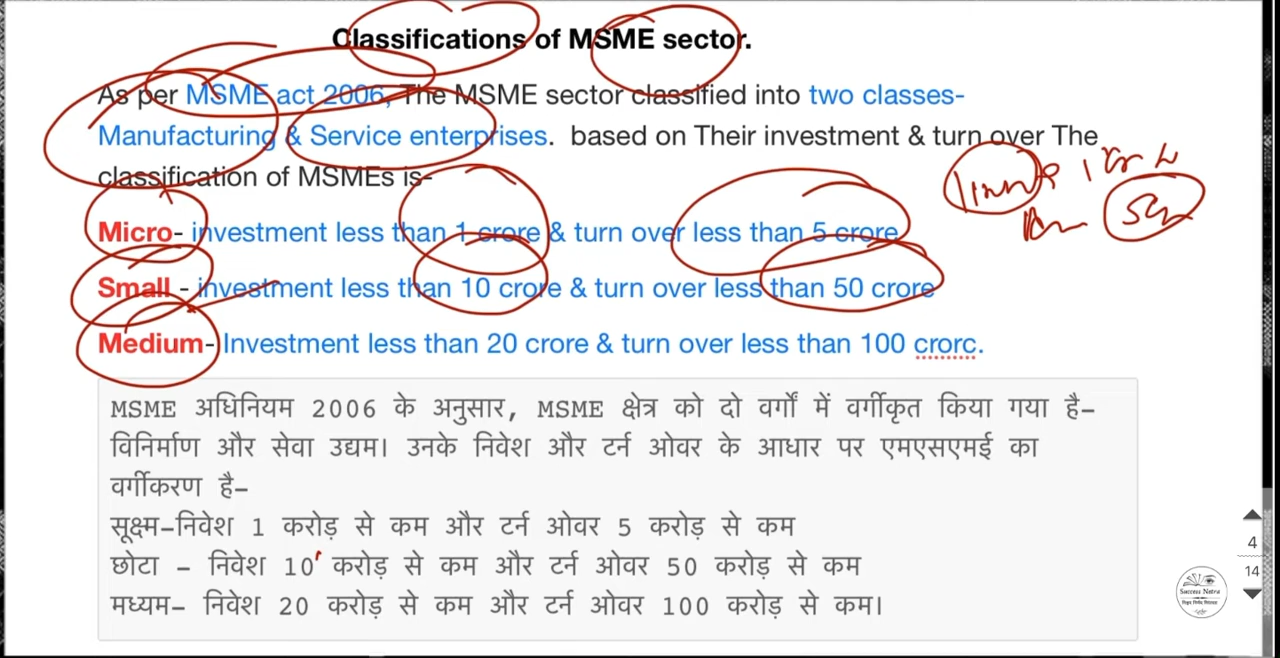 Classifications of MSME sector.
As per MSME act 2006, The MSME sector classified into two classes-
Manufacturing & Service enterprises. based on Their investment & turn over The
classification of MSMEs is-
Micro- investment less than 1 crore & turn over less than 5 crore
Small - investment less than 10 crore & turn over less than 50 crore
Medium- Investment less than 20 crore & turn over less than 100 crorc.
MSME अधिनियम 2006 के अनुसार, MSME क्षेत्र को दो वर्गों में वर्गीकृत किया गया है–
विनिर्माण और सेवा उद्यम। उनके निवेश और टर्न ओवर के आधार पर एमएसएमई का
वर्गीकरण है–
सूक्ष्म–निवेश 1 करोड़ से कम और टर्न ओवर 5 करोड़ से कम
छोटा – निवेश 10 करोड़ से कम और टर्न ओवर 50 करोड़ से कम
मध्यम– निवेश 20 करोड़ से कम और टर्न ओवर 100 करोड़ से कम।
4
14
Success Notra